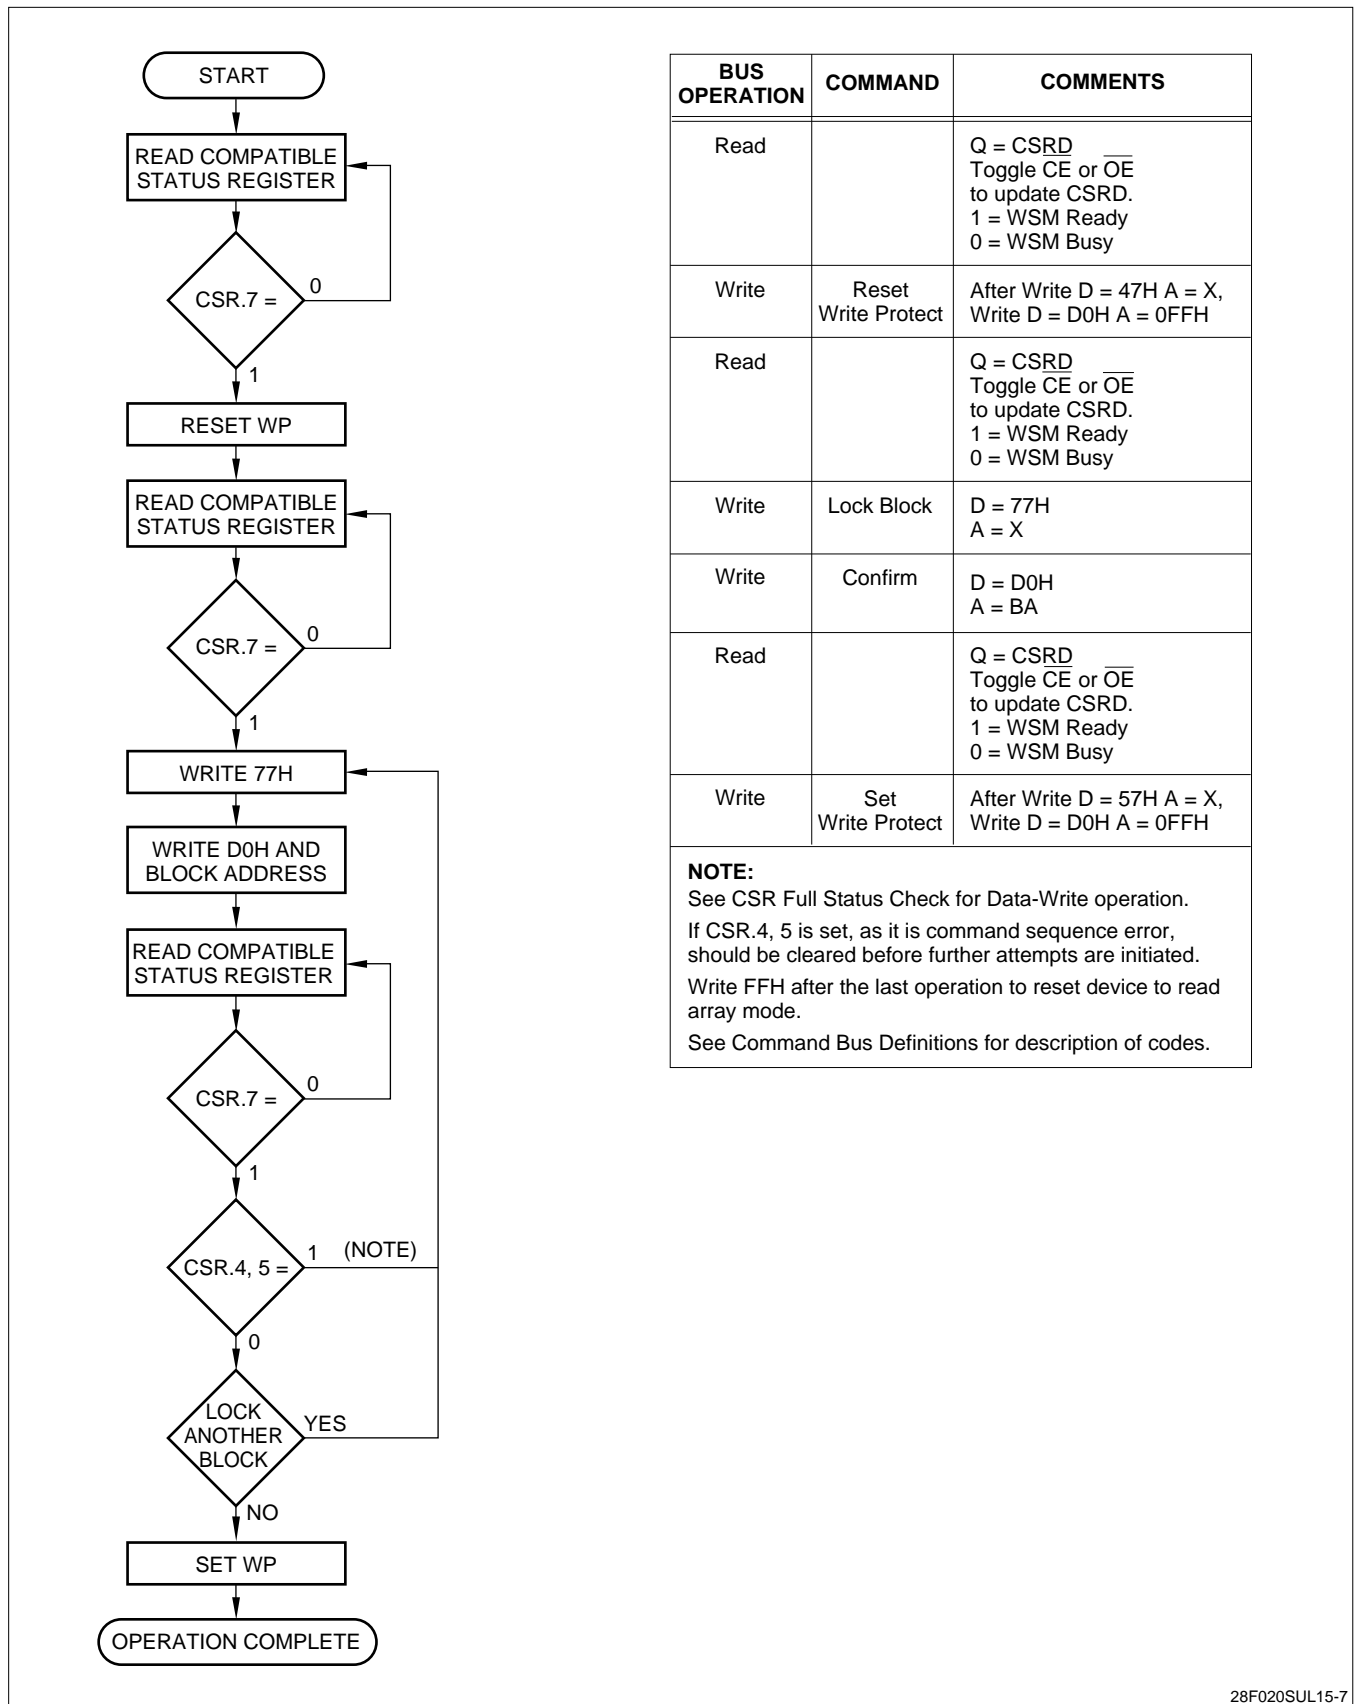 START
READ COMPATIBLE
STATUS REGISTER
CSR.7 =
0
1
RESET WP
READ COMPATIBLE
STATUS REGISTER
CSR.7 =
0
1
WRITE 77H
WRITE D0H AND
BLOCK ADDRESS
READ COMPATIBLE
STATUS REGISTER
CSR.7 =
0
1
CSR.4, 5 =
1 (NOTE)
0
LOCK
ANOTHER
BLOCK
YES
NO
SET WP
OPERATION COMPLETE
BUS
OPERATION
COMMAND
COMMENTS
Read
Q = CSRD
Toggle C̅E̅ or O̅E̅
to update CSRD.
1 = WSM Ready
0 = WSM Busy
Write
Reset
Write Protect
After Write D = 47H A = X,
Write D = D0H A = 0FFH
Read
Q = CSRD
Toggle C̅E̅ or O̅E̅
to update CSRD.
1 = WSM Ready
0 = WSM Busy
Write
Lock Block
D = 77H
A = X
Write
Confirm
D = D0H
A = BA
Read
Q = CSRD
Toggle C̅E̅ or O̅E̅
to update CSRD.
1 = WSM Ready
0 = WSM Busy
Write
Set
Write Protect
After Write D = 57H A = X,
Write D = D0H A = 0FFH
NOTE:
See CSR Full Status Check for Data-Write operation.
If CSR.4, 5 is set, as it is command sequence error,
should be cleared before further attempts are initiated.
Write FFH after the last operation to reset device to read
array mode.
See Command Bus Definitions for description of codes.
28F020SUL15-7